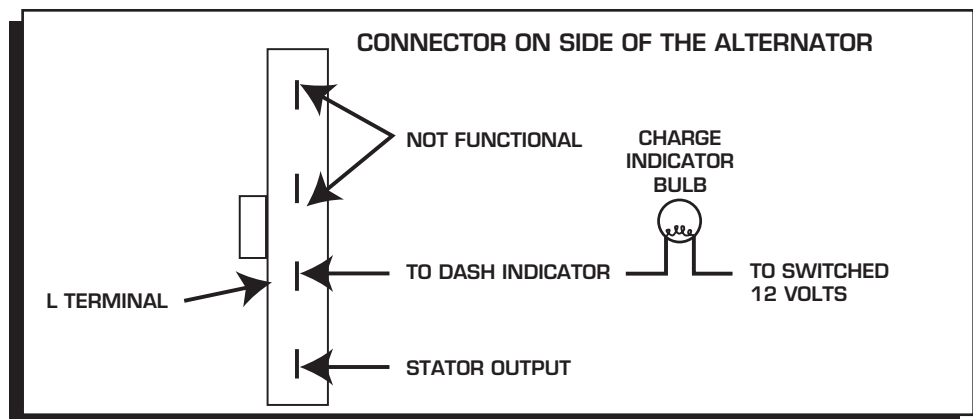 CONNECTOR ON SIDE OF THE ALTERNATOR
NOT FUNCTIONAL
CHARGE
INDICATOR
BULB
TO DASH INDICATOR
TO SWITCHED
12 VOLTS
L TERMINAL
STATOR OUTPUT